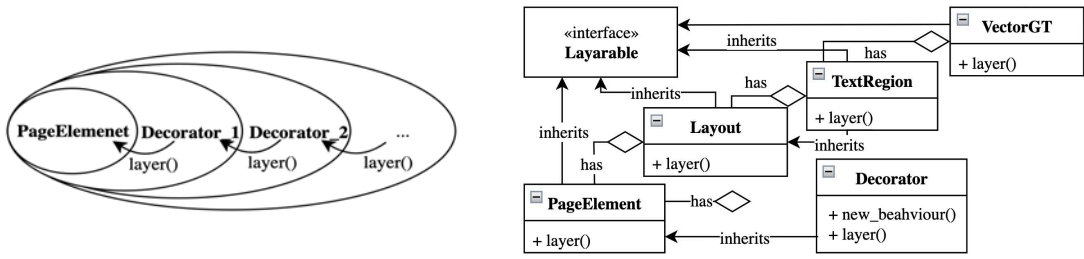 PageElemenet
Decorator_1
Decorator_2
...
layer()
layer()
layer()
«interface»
Layarable
VectorGT
+ layer()
inherits
has
TextRegion
+ layer()
has
inherits
Layout
+ layer()
inherits
inherits
has
PageElement
+ layer()
has
Decorator
+ new_beahviour()
+ layer()
inherits